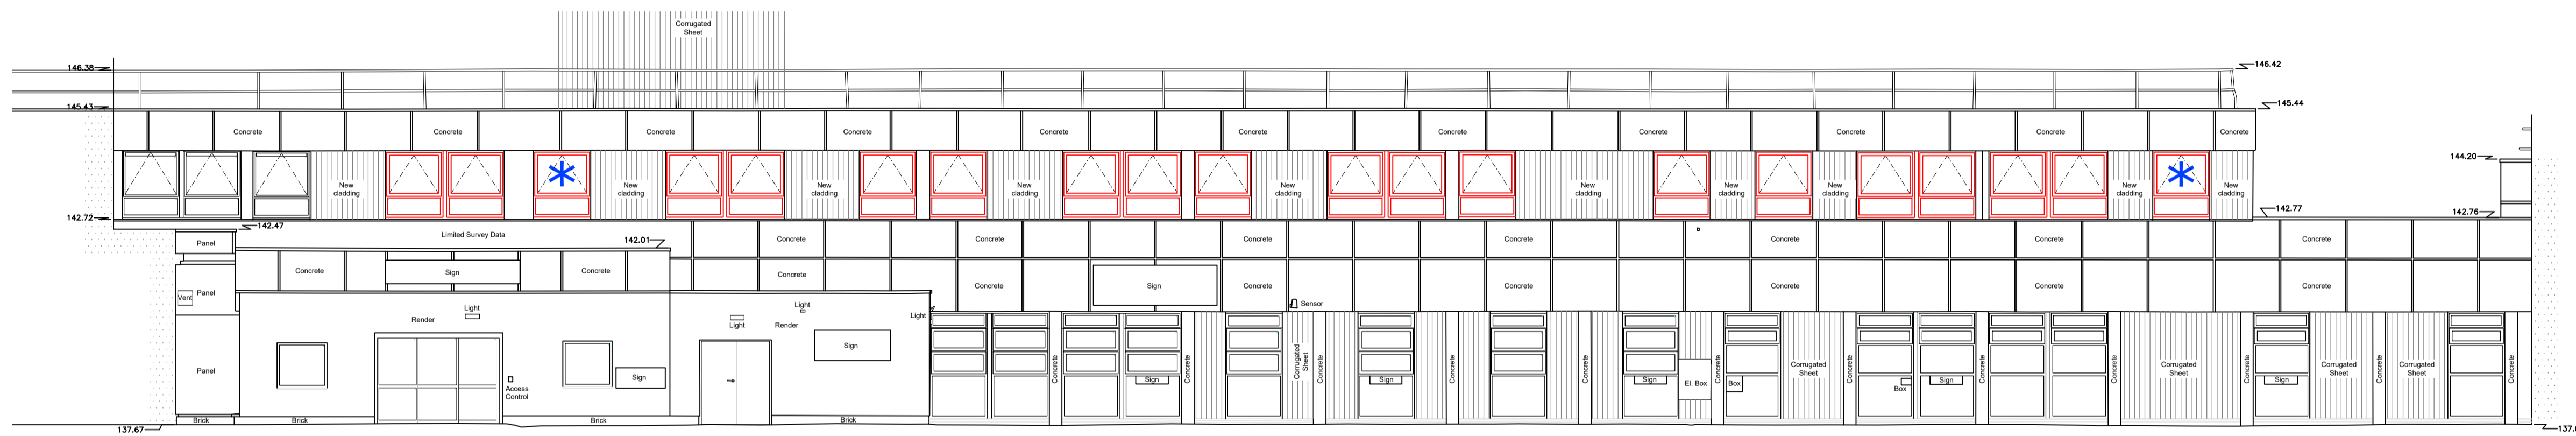 Corrugated
Sheet
146.38
146.42
145.43
145.44
Concrete
Concrete
Concrete
Concrete
Concrete
Concrete
Concrete
Concrete
Concrete
Concrete
Concrete
144.20
New
cladding
New
cladding
New
cladding
New
cladding
New
cladding
New
cladding
New
cladding
New
cladding
New
cladding
New
cladding
142.72
142.77
142.76
142.47
Limited Survey Data
142.01
Panel
Concrete
Concrete
Concrete
Concrete
Concrete
Concrete
Concrete
Concrete
Sign
Concrete
Concrete
Concrete
Sign
Concrete
Concrete
Concrete
Concrete
Panel
Vent
Light
Render
Light
Light
Render
Light
Sensor
Sign
Panel
Sign
Access
Control
Concrete
Concrete
Corrugated
Sheet
Concrete
Concrete
Concrete
Concrete
Corrugated
Sheet
Concrete
Concrete
Concrete
Corrugated
Sheet
Concrete
Corrugated
Sheet
Concrete
Corrugated
Sheet
Concrete
Sign
Sign
Sign
El. Box
Box
Box
Sign
Sign
Brick
Brick
Brick
Brick
137.67